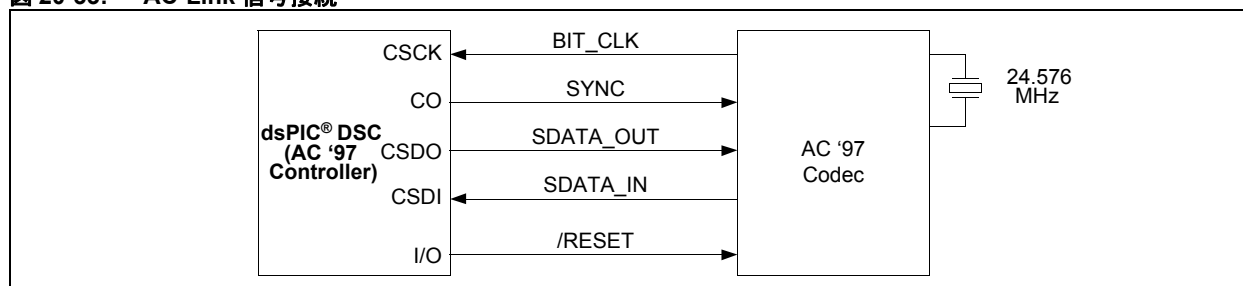 CSCK
BIT_CLK
24.576
MHz
CO
SYNC
dsPIC® DSC
(AC ‘97
Controller)
CSDO
SDATA_OUT
AC ‘97
Codec
CSDI
SDATA_IN
I/O
/RESET